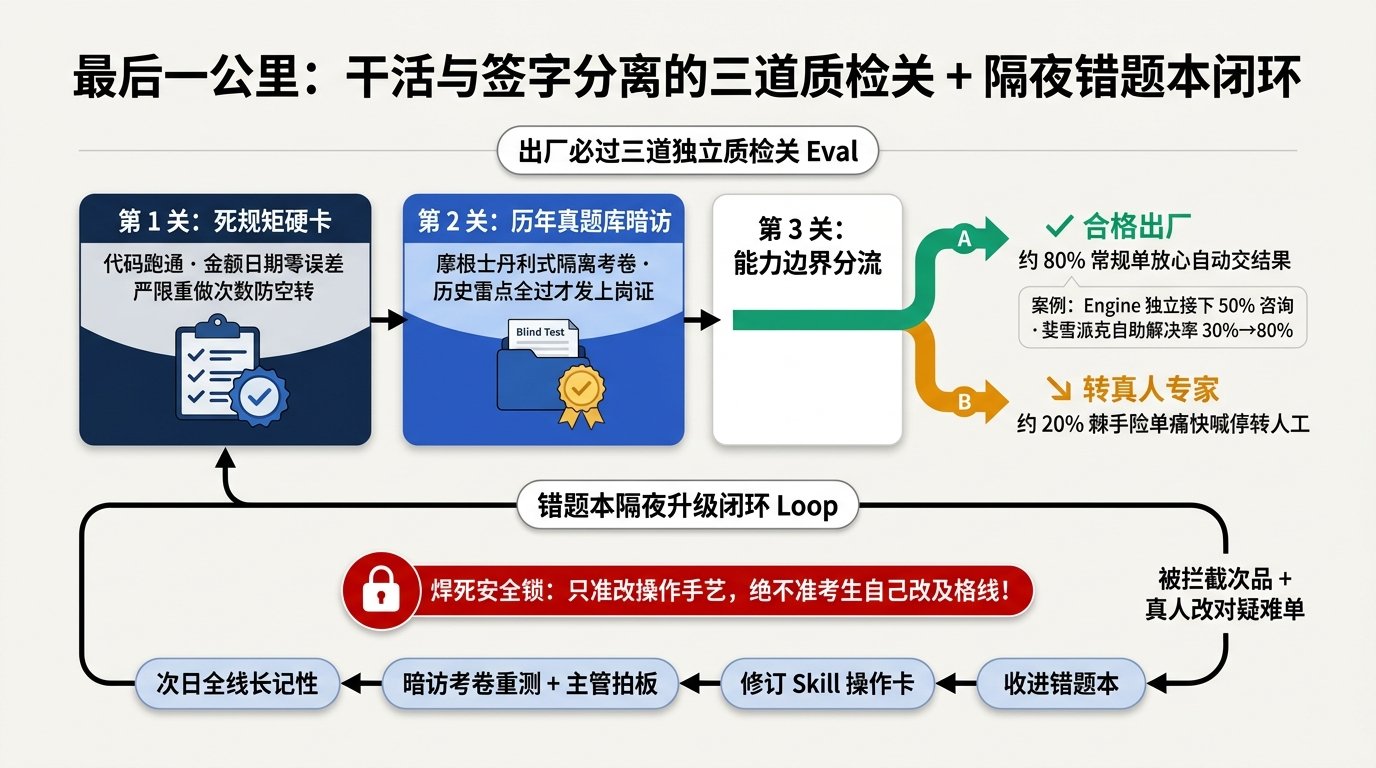 最后一公里：干活与签字分离的三道质检关 + 隔夜错题本闭环
出厂必过三道独立质检关 Eval
第 1 关：死规矩硬卡
代码跑通 · 金额日期零误差
严限重做次数防空转
第 2 关：历年真题库暗访
摩根士丹利式隔离考卷 ·
历史雷点全过才发上岗证
Blind Test
第 3 关：
能力边界分流
A
合格出厂
约 80% 常规单放心自动交结果
案例：Engine 独立接下 50% 咨询
· 斐雪派克自助解决率 30%→80%
B
转真人专家
约 20% 棘手险单痛快喊停转人工
错题本隔夜升级闭环 Loop
焊死安全锁：只准改操作手艺，绝不准考生自己改及格线！
被拦截次品 +
真人改对疑难单
次日全线长记性
暗访考卷重测 + 主管拍板
修订 Skill 操作卡
收进错题本